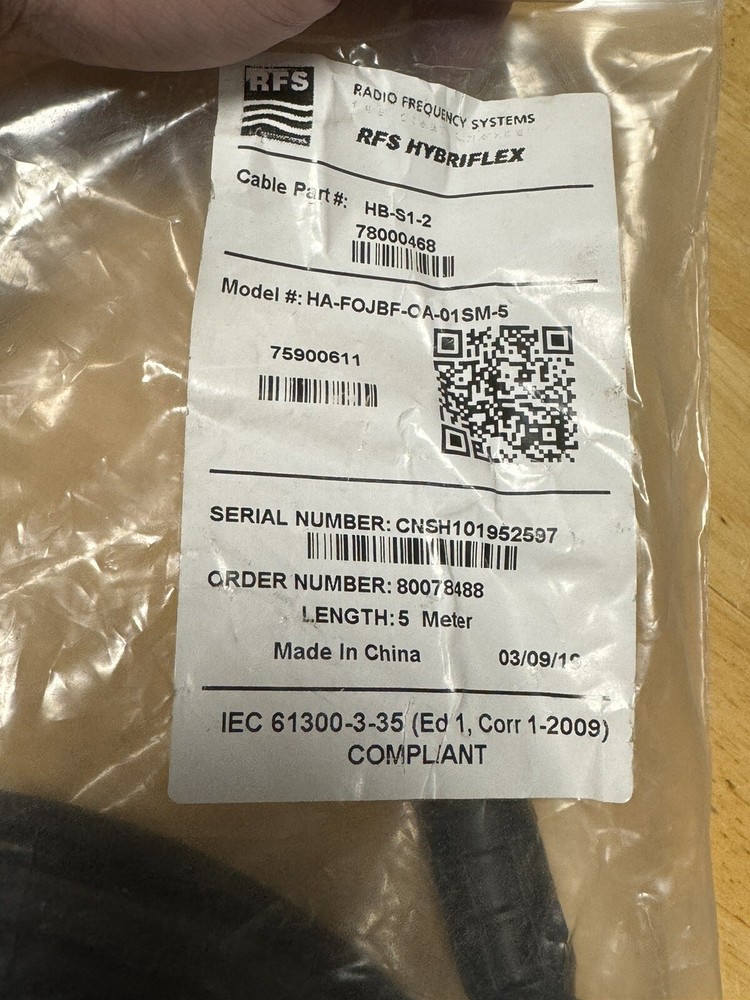 RFS
RADIO FREQUENCY SYSTEMS
RFS HYBRIFLEX
Cable Part #: HB-S1-2
78000468
Model #: HA-FOJBF-OA-01SM-5
75900611
SERIAL NUMBER: CNSH101952597
ORDER NUMBER: 80078488
LENGTH: 5 Meter
Made In China
IEC 61300-3-35 (Ed 1, Corr 1-2009)
COMPLIANT